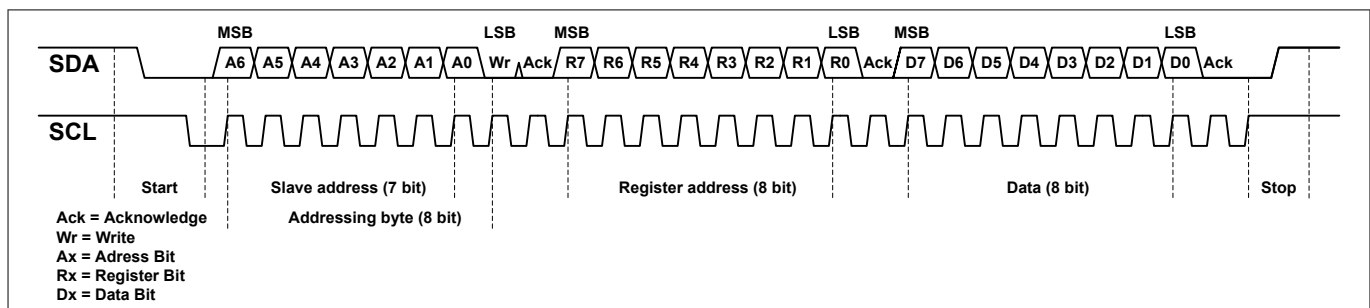 MSB LSB MSB LSB MSB LSB
SDA A6 A5 A4 A3 A2 A1 A0 Wr Ack R7 R6 R5 R4 R3 R2 R1 R0 Ack D7 D6 D5 D4 D3 D2 D1 D0 Ack
SCL
Start Slave address (7 bit) Register address (8 bit) Data (8 bit) Stop
Ack = Acknowledge Addressing byte (8 bit)
Wr = Write
Ax = Adress Bit
Rx = Register Bit
Dx = Data Bit